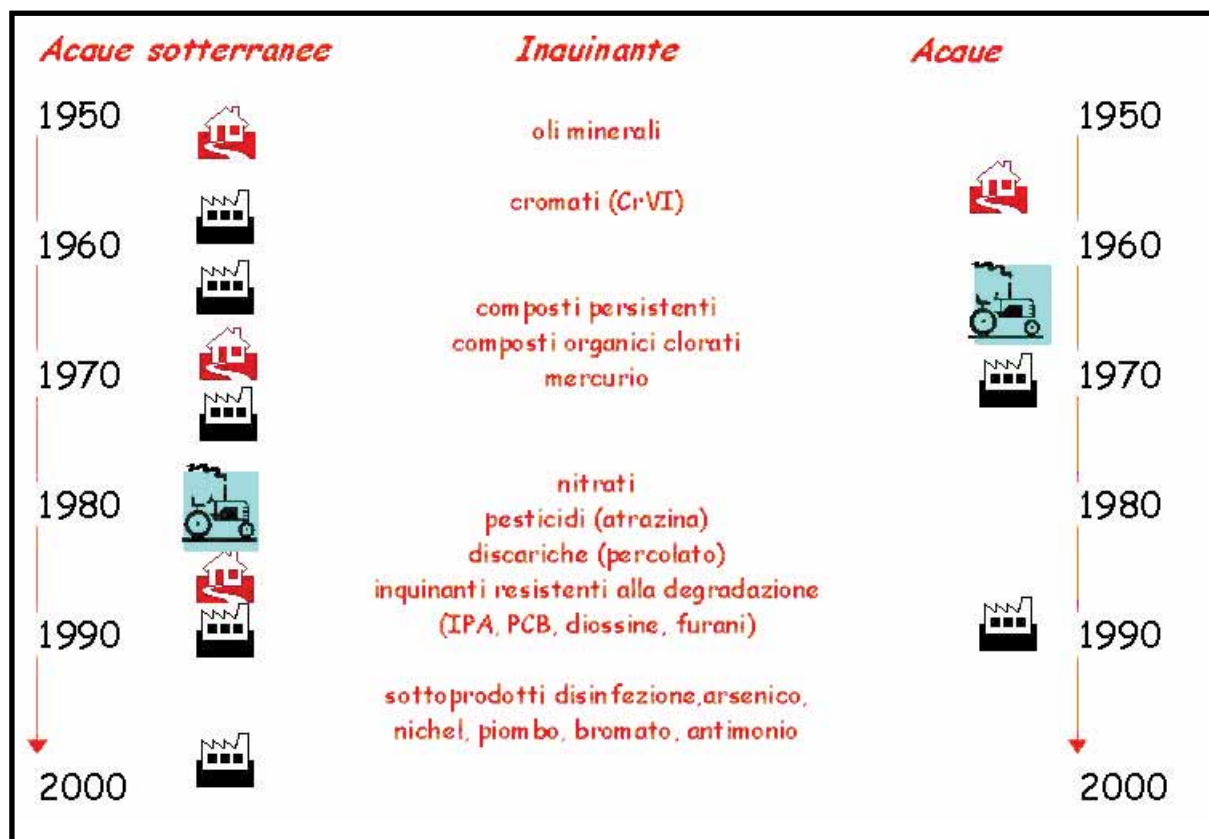 Acaue sotterranee Inauinante Acaue
1950 1950
oli minerali
cromati (CrVI)
1960 1960
composti persistenti
composti organici clorati
1970 mercurio 1970
nitrati
1980 1980
pesticidi (atrazina)
discariche (percolato)
inquinanti resistenti alla degradazione
1990 (IPA, PCB, diossine, furani) 1990
sottoprodotti disinfezione,arsenico,
nichel, piombo, bromato, antimonio
2000 2000